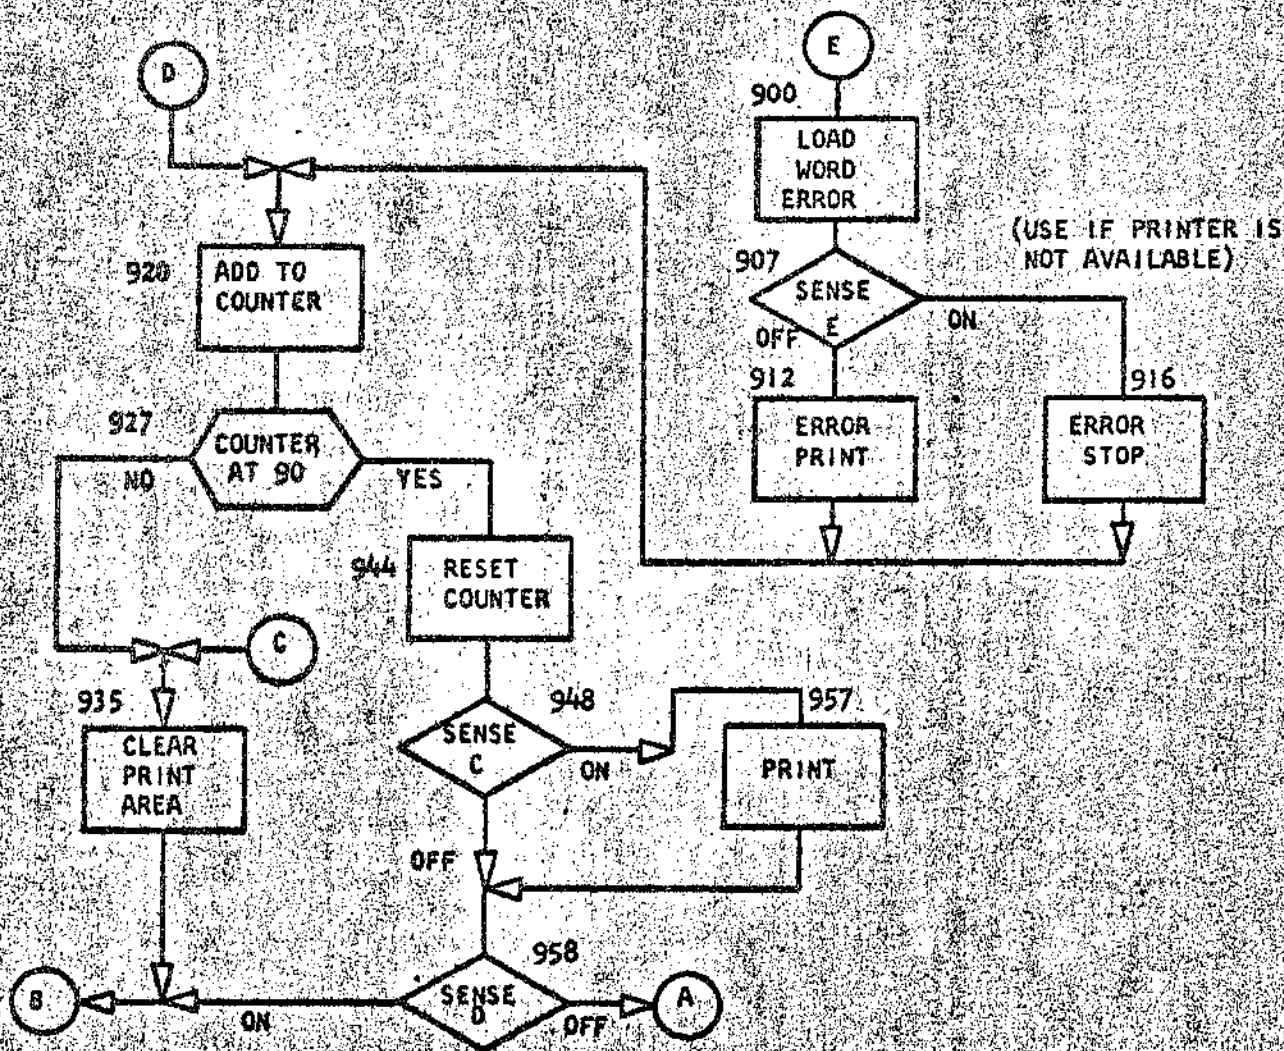 D
E
900
LOAD
WORD
ERROR
(USE IF PRINTER IS
NOT AVAILABLE)
907
SENSE
E
OFF
ON
912
ERROR
PRINT
916
ERROR
STOP
920
ADD TO
COUNTER
927
COUNTER
AT 90
NO
YES
944
RESET
COUNTER
C
935
CLEAR
PRINT
AREA
948
SENSE
C
ON
OFF
957
PRINT
958
SENSE
D
ON
OFF
B
A